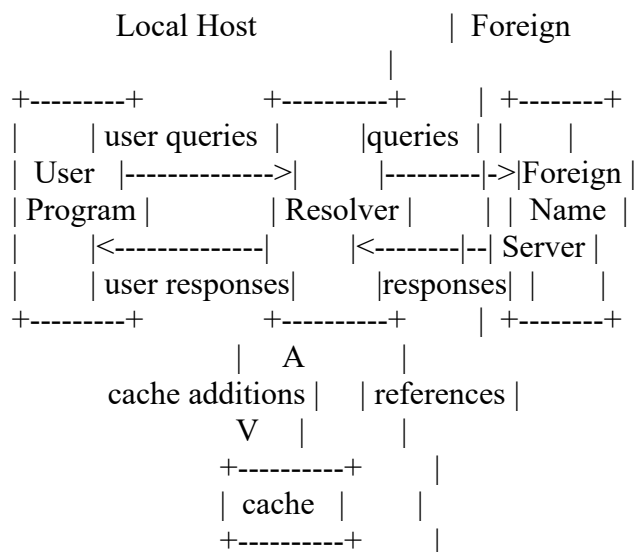 Local Host | Foreign
|
+---------+ +----------+ | +--------+
| | user queries | |queries | | |
| User |-------------->| |---------|->|Foreign |
| Program | | Resolver | | | Name |
| |<--------------| |<--------|--| Server |
| | user responses| |responses| | |
+---------+ +----------+ | +--------+
| A |
cache additions | | references |
V | |
+----------+ |
| cache | |
+----------+ |